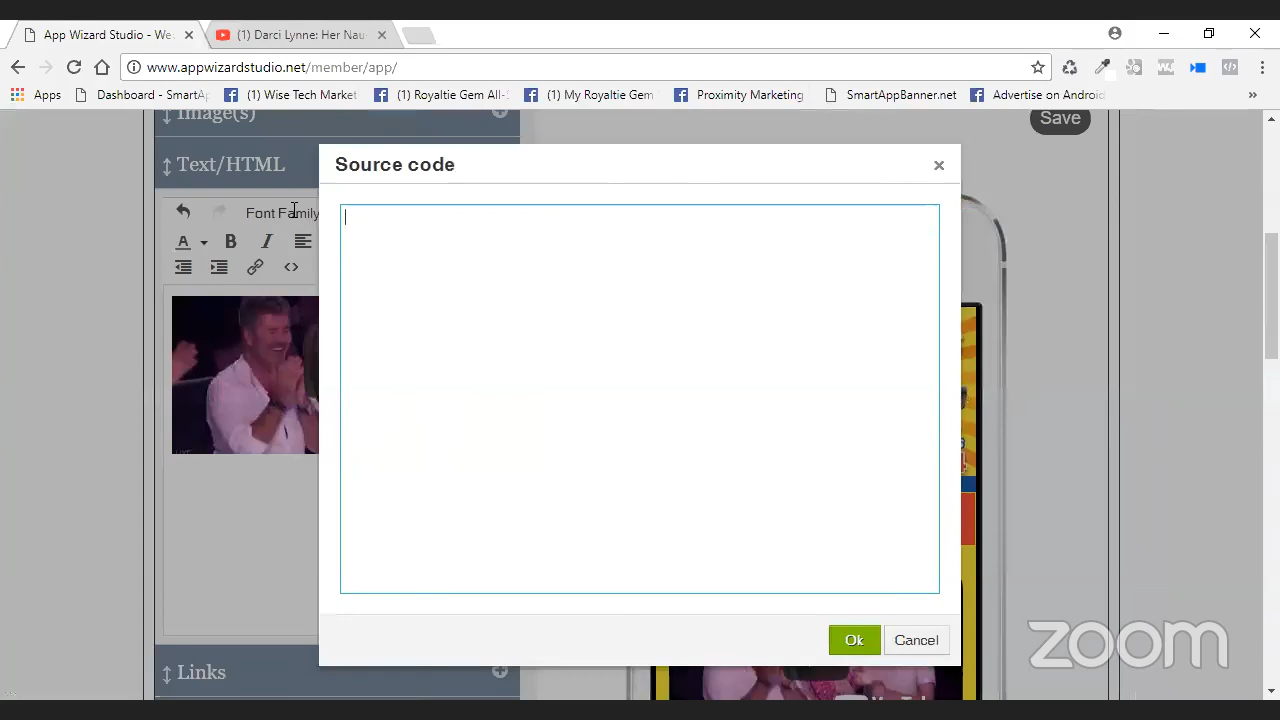 App Wizard Studio - We
(1) Darci Lynne: Her Nau
www.appwizardstudio.net/member/app/
Apps
Dashboard - SmartA
(1) Wise Tech Market
(1) Royaltie Gem All-
(1) My Royaltie Gem
Proximity Marketing
SmartAppBanner.net
Advertise on Android
Image(s)
Save
Text/HTML
Source code
Font Family
A
B
I
Ok
Cancel
Links
zoom